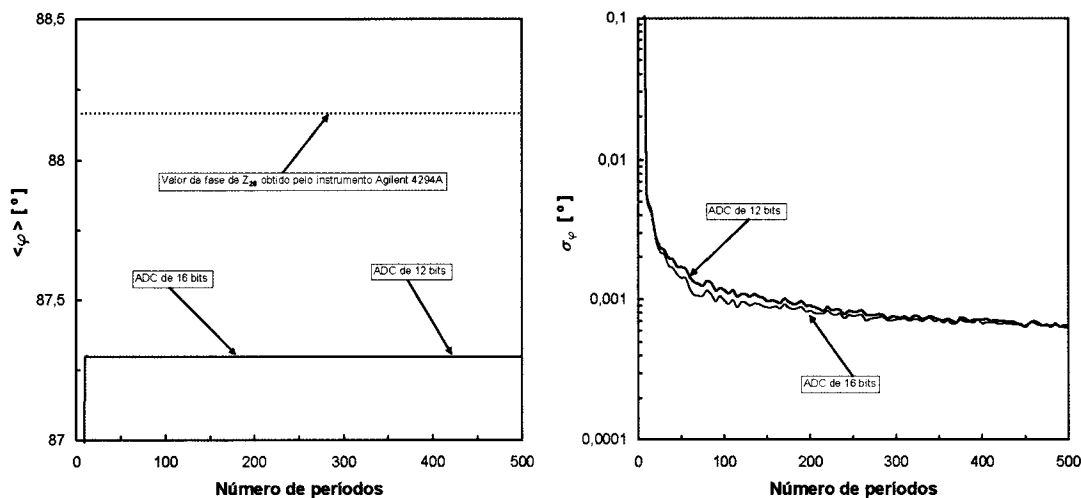 88,5
88
87,5
87
<φ> [°]
Valor da fase de Z20 obtido pelo instrumento Agilent 4294A
ADC de 16 bits
ADC de 12 bits
0
100
200
300
400
500
Número de períodos
0,1
0,01
0,001
0,0001
σφ [°]
ADC de 12 bits
ADC de 16 bits
0
100
200
300
400
500
Número de períodos